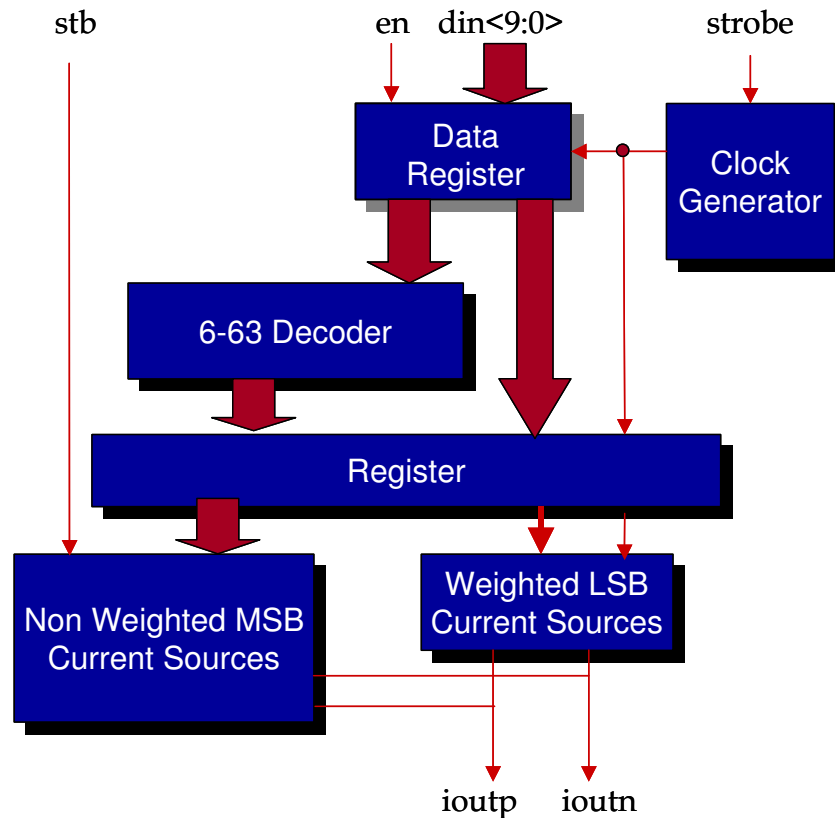 stb
en
din<9:0>
strobe
Data
Register
Clock
Generator
6-63 Decoder
Register
Non Weighted MSB
Current Sources
Weighted LSB
Current Sources
ioutp
ioutn